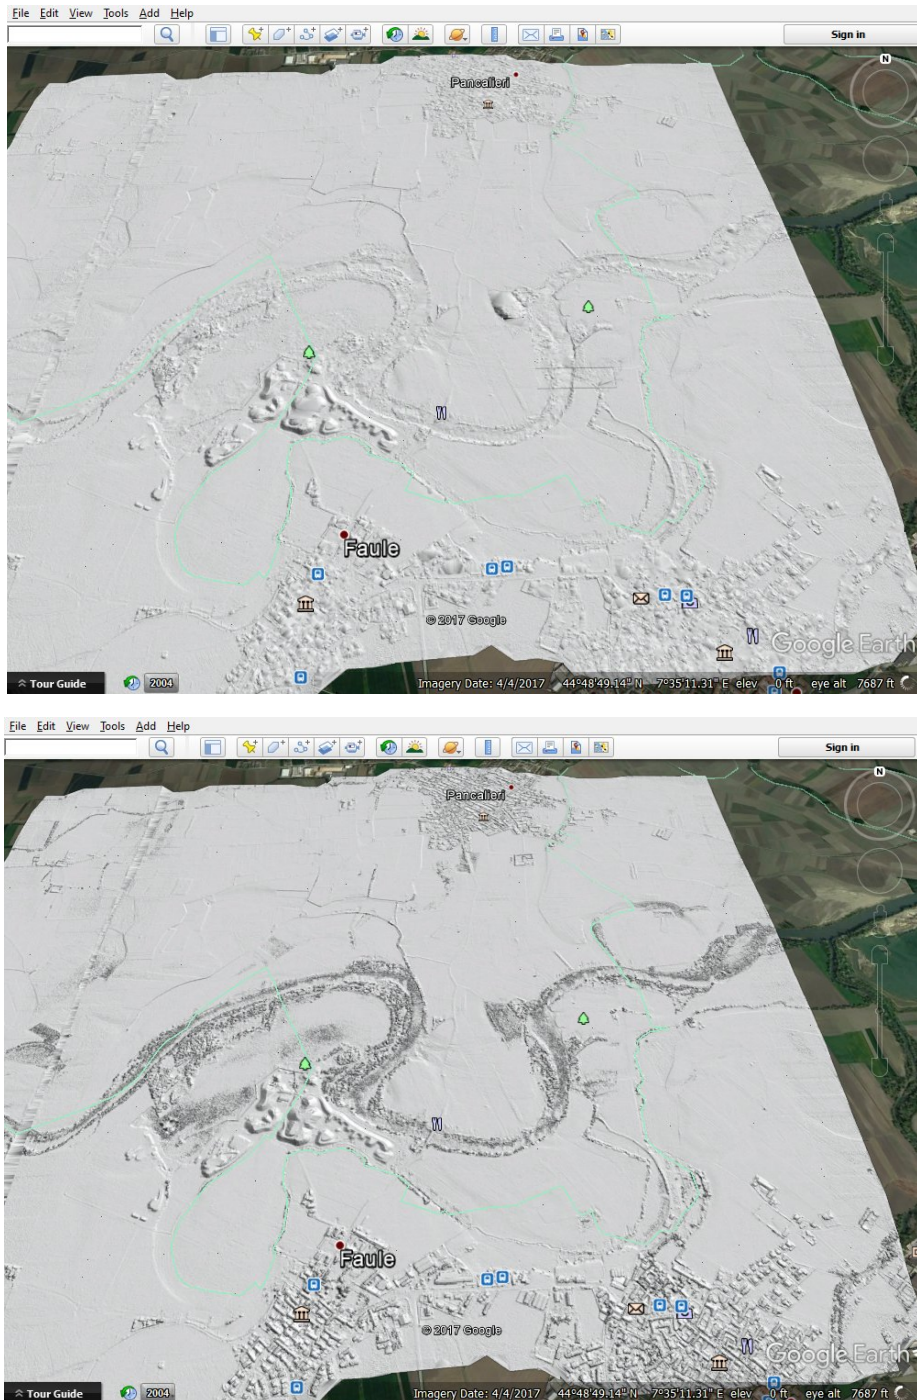 File Edit View Tools Add Help
Sign in
N
Pancalieri
Faule
© 2017 Google
Google Earth
Tour Guide 2004 Imagery Date: 4/4/2017 44°48'49.14" N 7°35'11.31" E elev 0 ft eye alt 7687 ft
File Edit View Tools Add Help
Sign in
N
Pancalieri
Faule
© 2017 Google
Google Earth
Tour Guide 2004 Imagery Date: 4/4/2017 44°48'49.14" N 7°35'11.31" E elev 0 ft eye alt 7687 ft